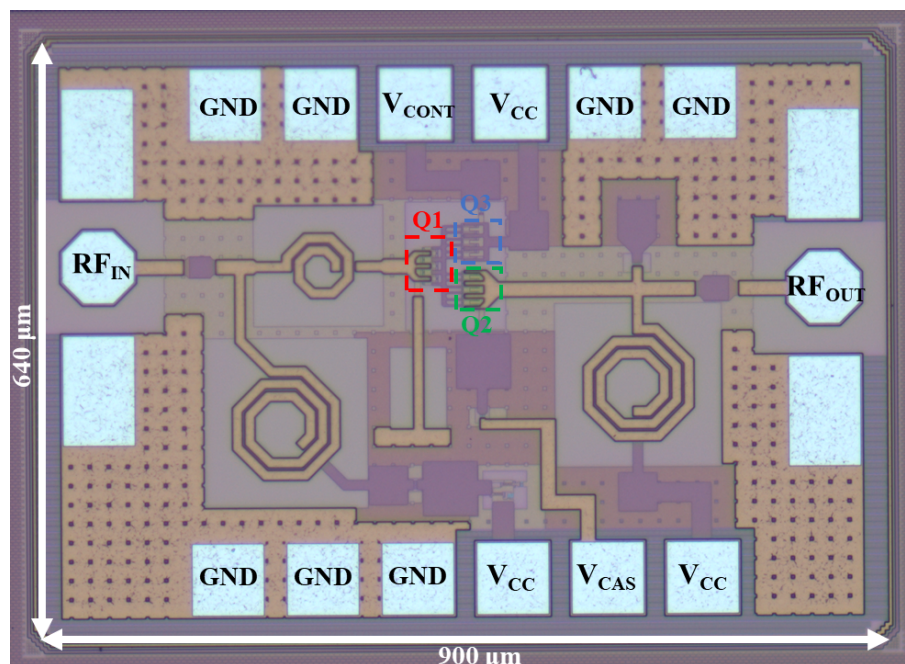 GND
GND
VCONT
VCC
GND
GND
Q3
Q1
RFIN
RFOUT
Q2
640 µm
GND
GND
GND
VCC
VCAS
VCC
900 µm